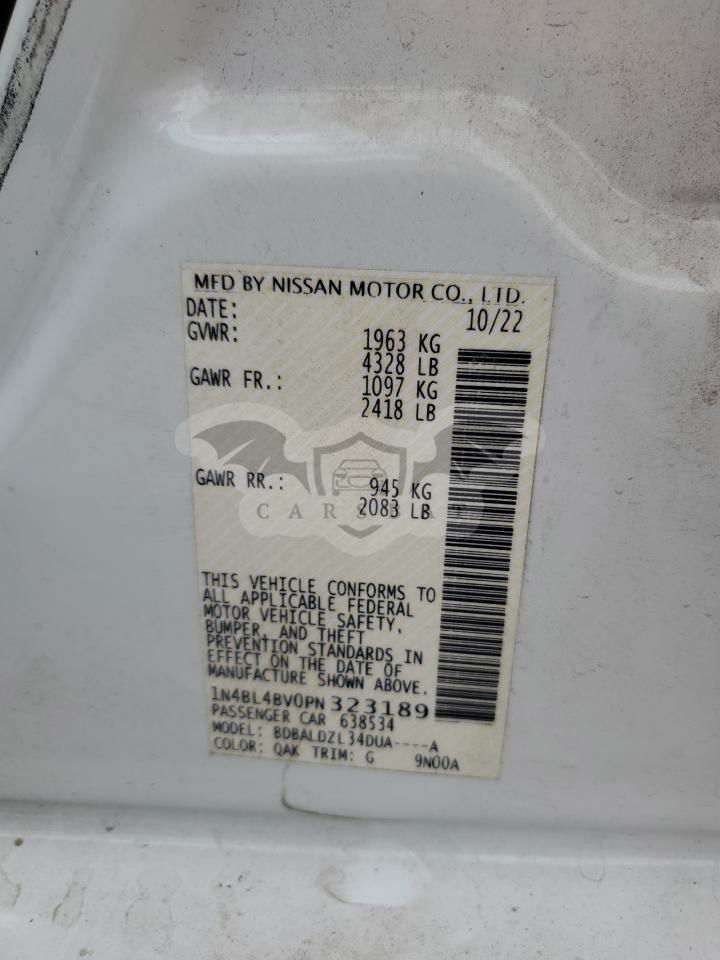 MFD BY NISSAN MOTOR CO., LTD.
DATE: 10/22
GVWR: 1963 KG
4328 LB
GAWR FR.: 1097 KG
2418 LB
GAWR RR.: 945 KG
2083 LB
THIS VEHICLE CONFORMS TO
ALL APPLICABLE FEDERAL
MOTOR VEHICLE SAFETY,
BUMPER, AND THEFT
PREVENTION STANDARDS IN
EFFECT ON THE DATE OF
MANUFACTURE SHOWN ABOVE.
1N4BL4BV0PN 323189
PASSENGER CAR 638534
MODEL: BDBALDZL34DUA----A
COLOR: QAK TRIM: G 9N00A